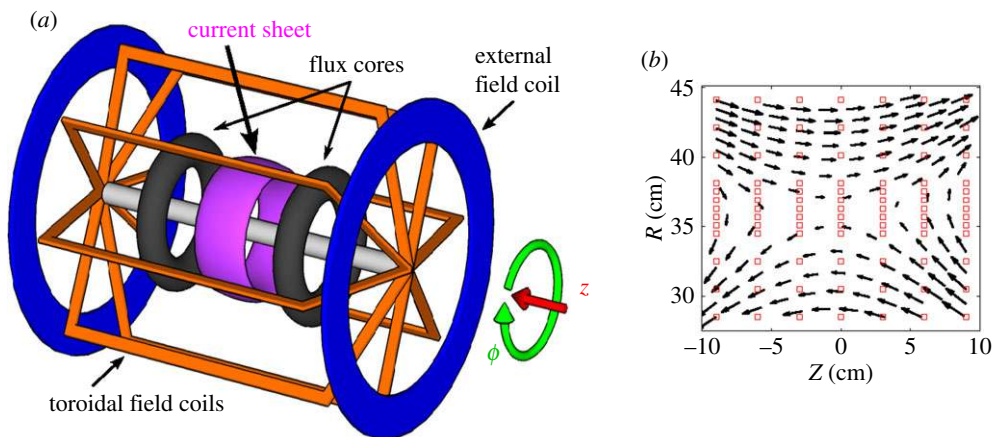 (a)
current sheet
flux cores
external
field coil
z
ϕ
toroidal field coils
(b)
45
40
35
30
R (cm)
−10
−5
0
5
10
Z (cm)